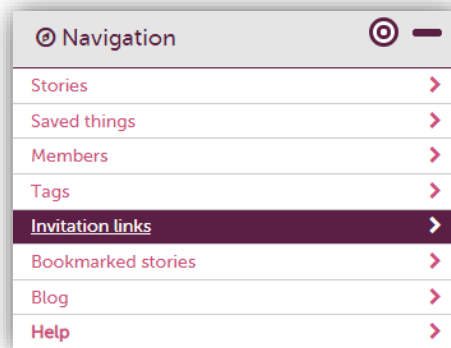 Navigation
Stories
Saved things
Members
Tags
Invitation links
Bookmarked stories
Blog
Help